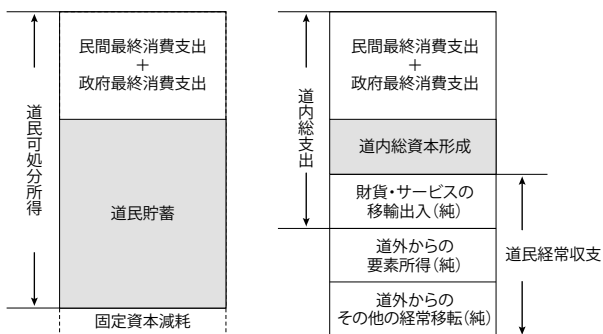 道民可処分所得
民間最終消費支出
+
政府最終消費支出
道民貯蓄
固定資本減耗
道内総支出
民間最終消費支出
+
政府最終消費支出
道内総資本形成
財貨・サービスの
移輸出入(純)
道外からの
要素所得(純)
道外からの
その他の経常移転(純)
道民経常収支